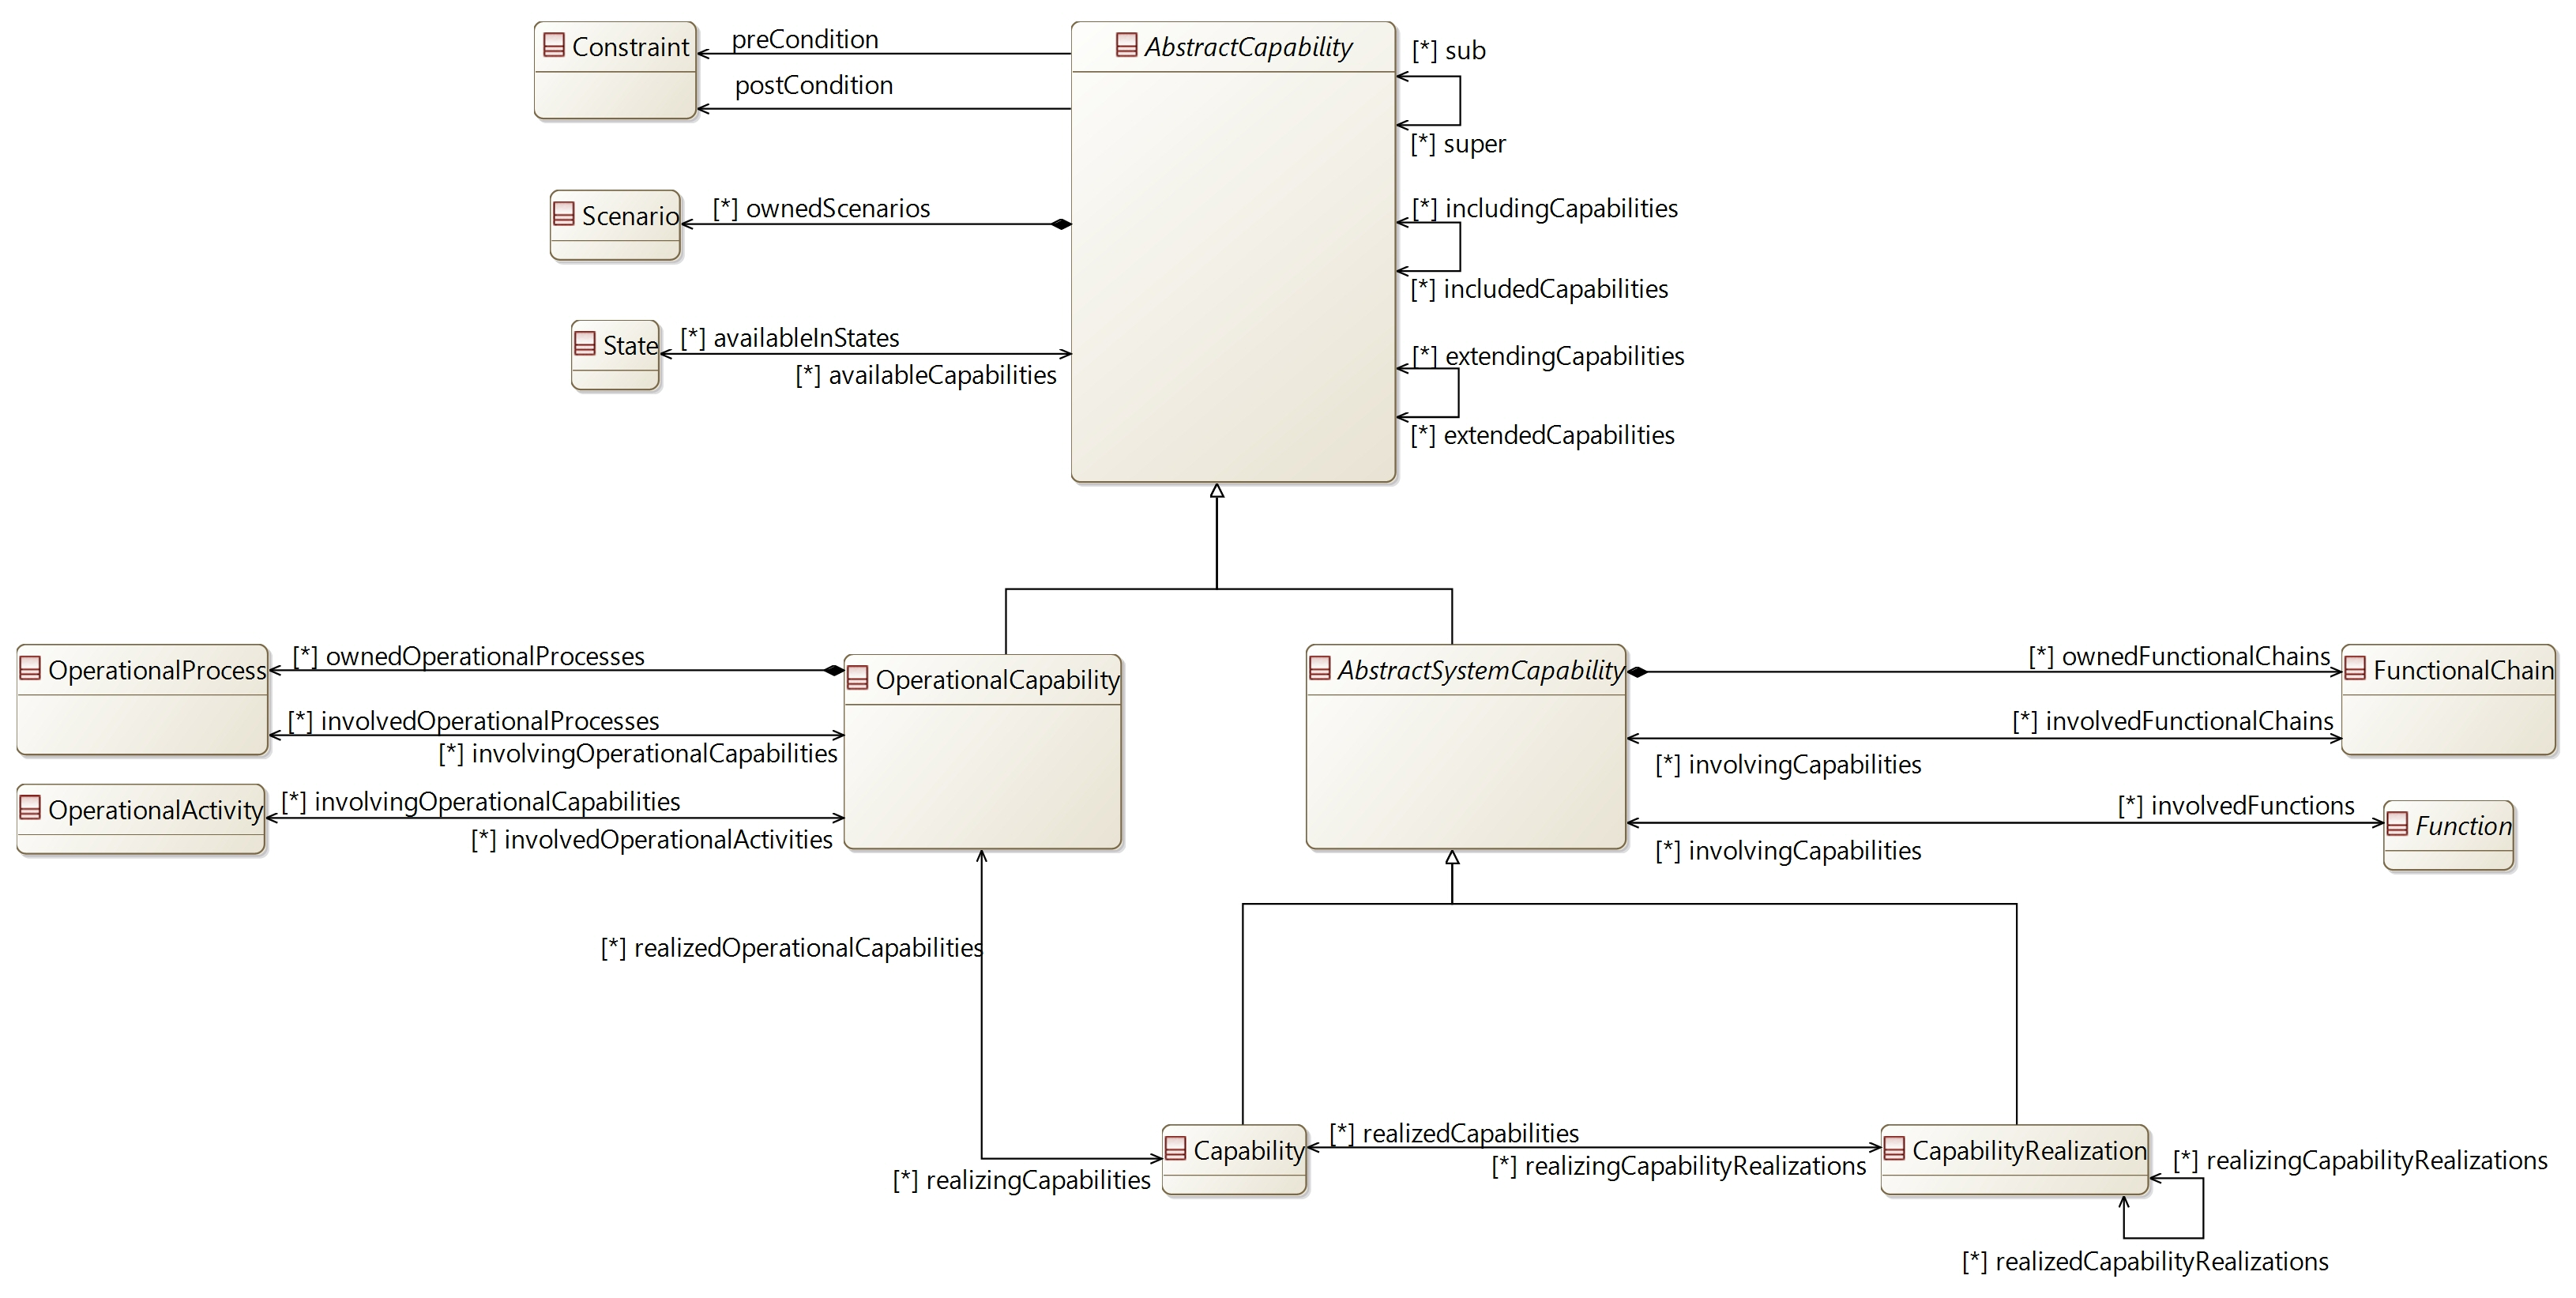 Constraint
preCondition
AbstractCapability
[*] sub
postCondition
[*] super
Scenario
[*] ownedScenarios
[*] includingCapabilities
[*] includedCapabilities
State
[*] availableInStates
[*] availableCapabilities
[*] extendingCapabilities
[*] extendedCapabilities
OperationalProcess
[*] ownedOperationalProcesses
OperationalCapability
AbstractSystemCapability
[*] ownedFunctionalChains
FunctionalChain
[*] involvedOperationalProcesses
[*] involvingOperationalCapabilities
[*] involvedFunctionalChains
[*] involvingCapabilities
OperationalActivity
[*] involvingOperationalCapabilities
[*] involvedOperationalActivities
[*] involvedFunctions
Function
[*] involvingCapabilities
[*] realizedOperationalCapabilities
[*] realizingCapabilities
Capability
[*] realizedCapabilities
[*] realizingCapabilityRealizations
CapabilityRealization
[*] realizingCapabilityRealizations
[*] realizedCapabilityRealizations